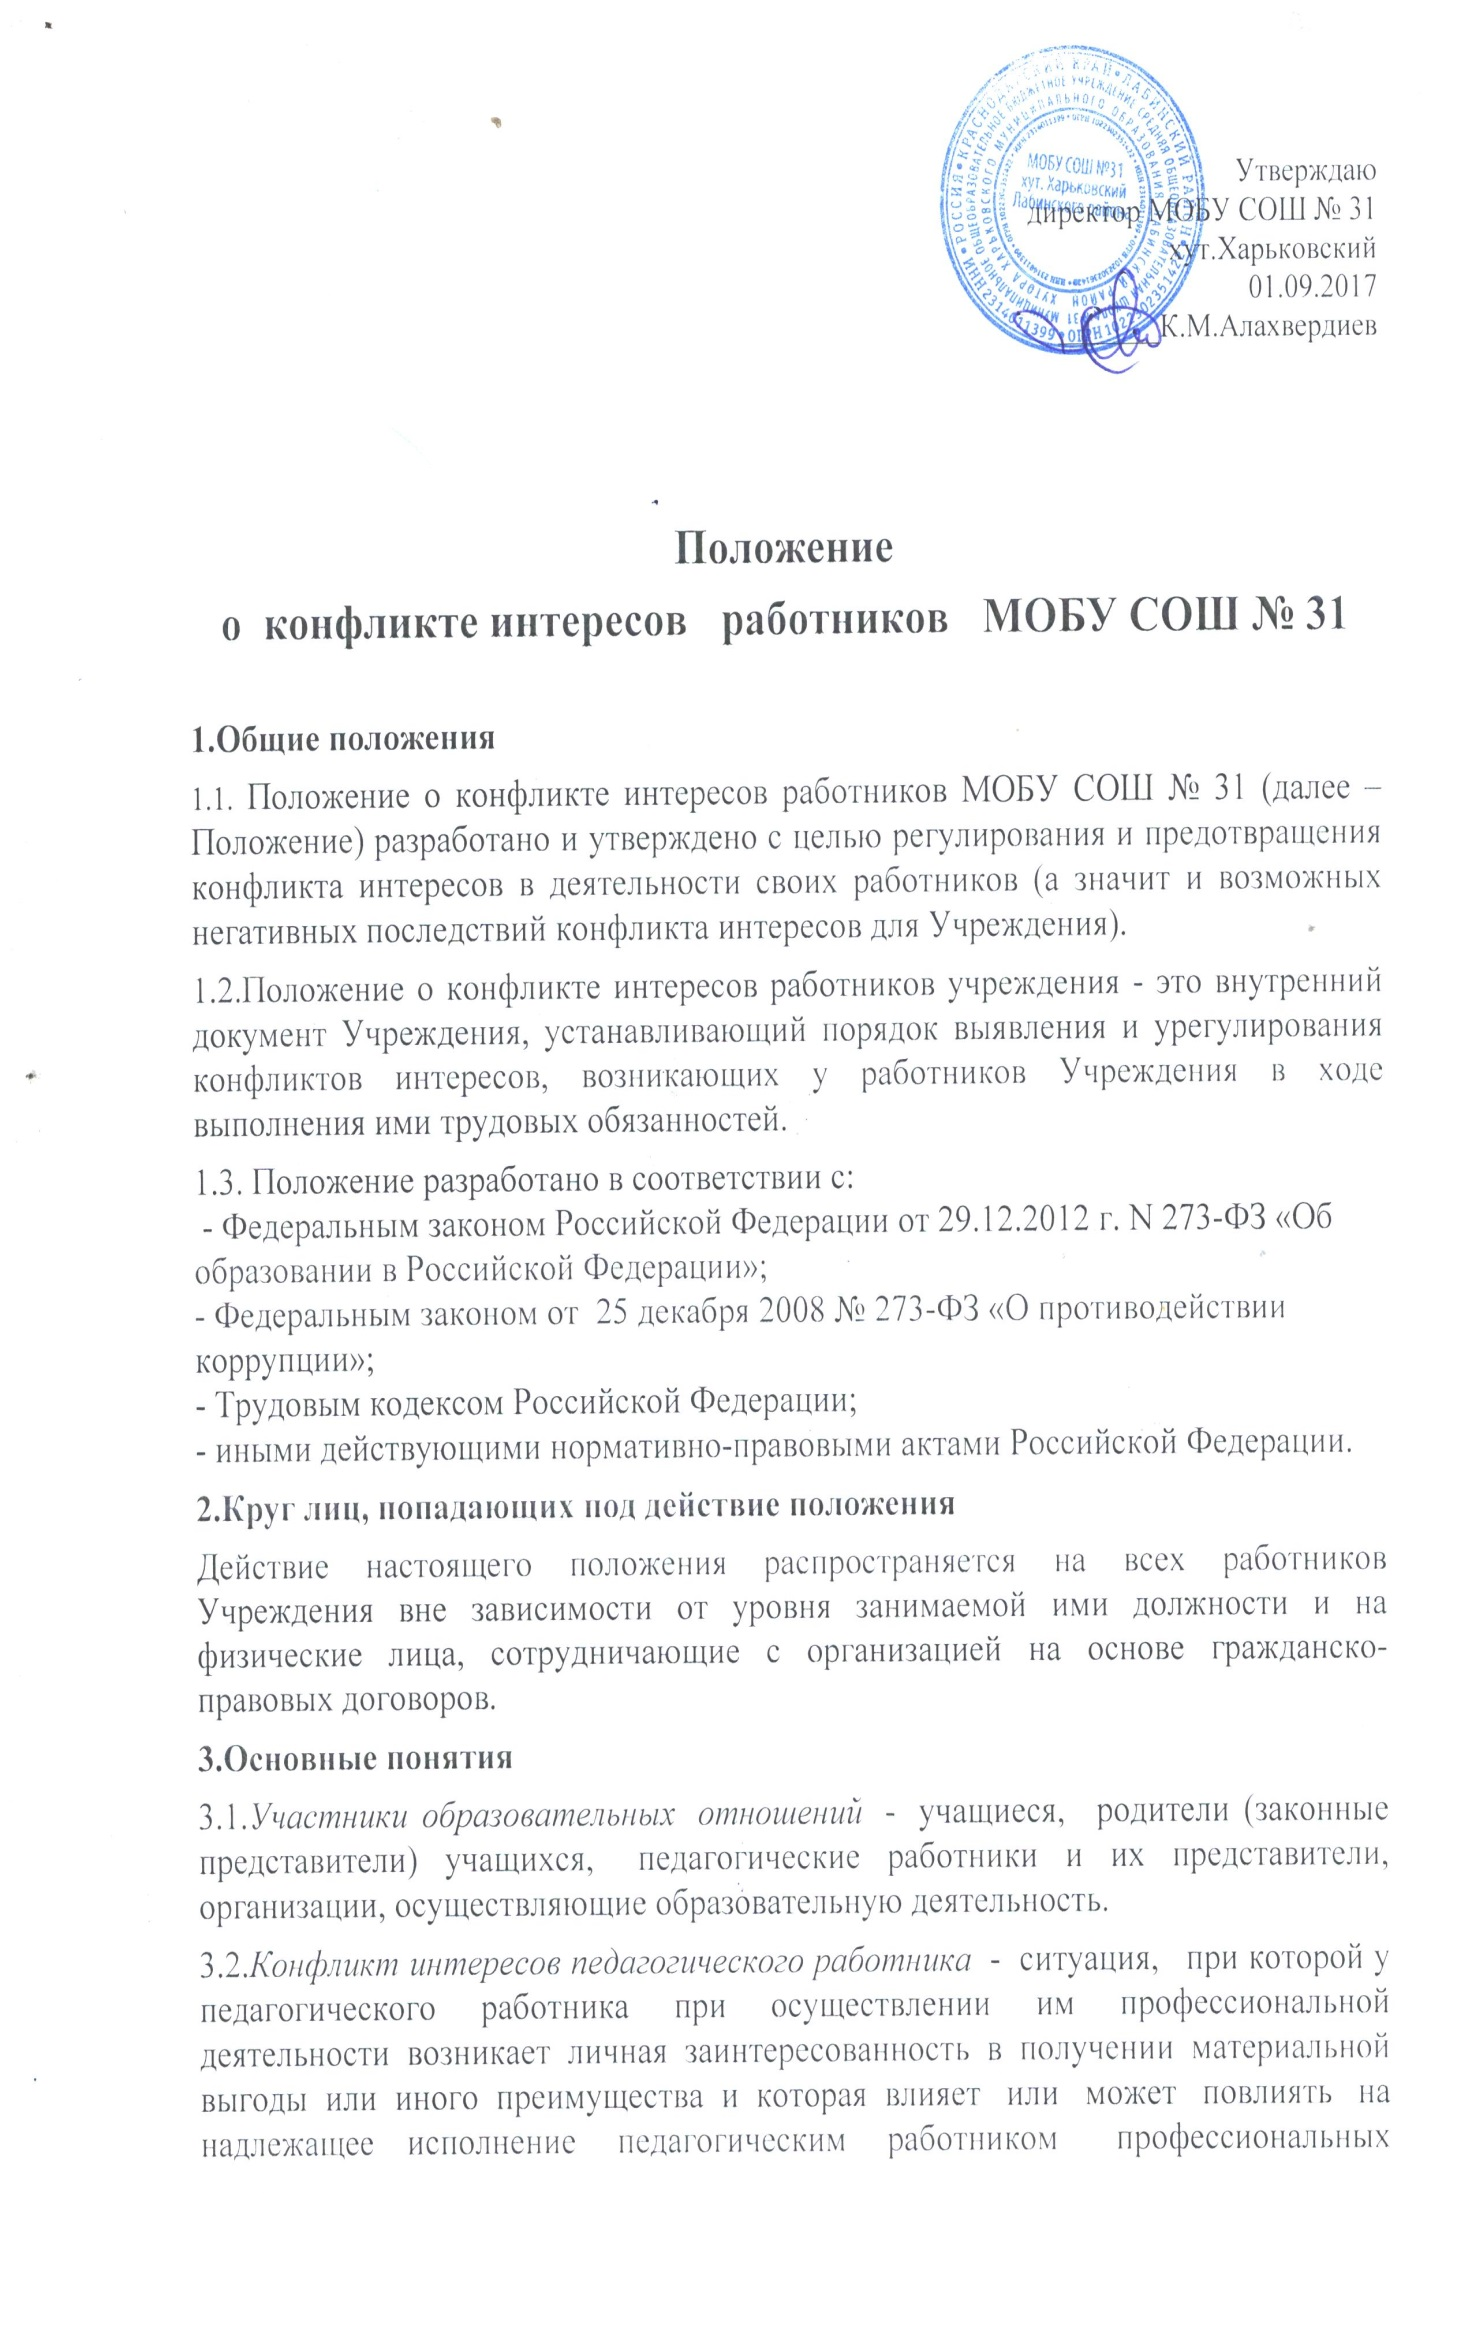 Утверждаю
МОБУ СОШ №31
хут. Харьковский
Лабинского района
директор МОБУ СОШ № 31
хут.Харьковский
01.09.2017
К.М.Алахвердиев
Положение
о конфликте интересов работников МОБУ СОШ № 31
1.Общие положения
1.1. Положение о конфликте интересов работников МОБУ СОШ № 31 (далее –
Положение) разработано и утверждено с целью регулирования и предотвращения
конфликта интересов в деятельности своих работников (а значит и возможных
негативных последствий конфликта интересов для Учреждения).
1.2.Положение о конфликте интересов работников учреждения - это внутренний
документ Учреждения, устанавливающий порядок выявления и урегулирования
конфликтов интересов, возникающих у работников Учреждения в ходе
выполнения ими трудовых обязанностей.
1.3. Положение разработано в соответствии с:
- Федеральным законом Российской Федерации от 29.12.2012 г. N 273-ФЗ «Об
образовании в Российской Федерации»;
- Федеральным законом от 25 декабря 2008 № 273-ФЗ «О противодействии
коррупции»;
- Трудовым кодексом Российской Федерации;
- иными действующими нормативно-правовыми актами Российской Федерации.
2.Круг лиц, попадающих под действие положения
Действие настоящего положения распространяется на всех работников
Учреждения вне зависимости от уровня занимаемой ими должности и на
физические лица, сотрудничающие с организацией на основе гражданско-
правовых договоров.
3.Основные понятия
3.1.Участники образовательных отношений - учащиеся, родители (законные
представители) учащихся, педагогические работники и их представители,
организации, осуществляющие образовательную деятельность.
3.2.Конфликт интересов педагогического работника - ситуация, при которой у
педагогического работника при осуществлении им профессиональной
деятельности возникает личная заинтересованность в получении материальной
выгоды или иного преимущества и которая влияет или может повлиять на
надлежащее исполнение педагогическим работником профессиональных